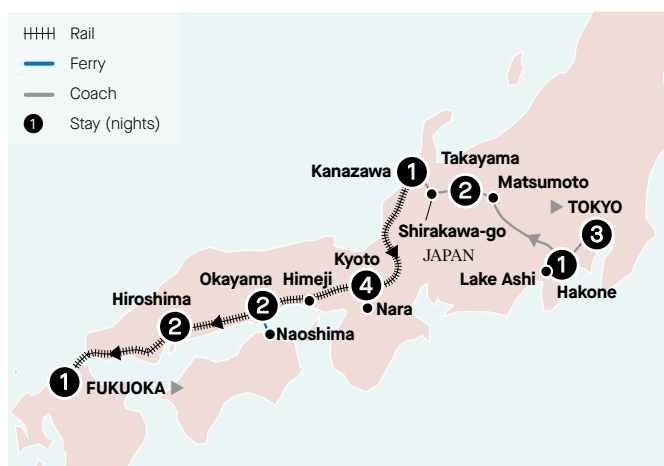 Rail
Ferry
Coach
1 Stay (nights)
Kanazawa 1
Takayama
2
Matsumoto
TOKYO
3
Shirakawa-go
JAPAN
Lake Ashi 1
Hakone
Kyoto
4
Nara
Himeji
Okayama
2
Naoshima
Hiroshima
2
1 FUKUOKA